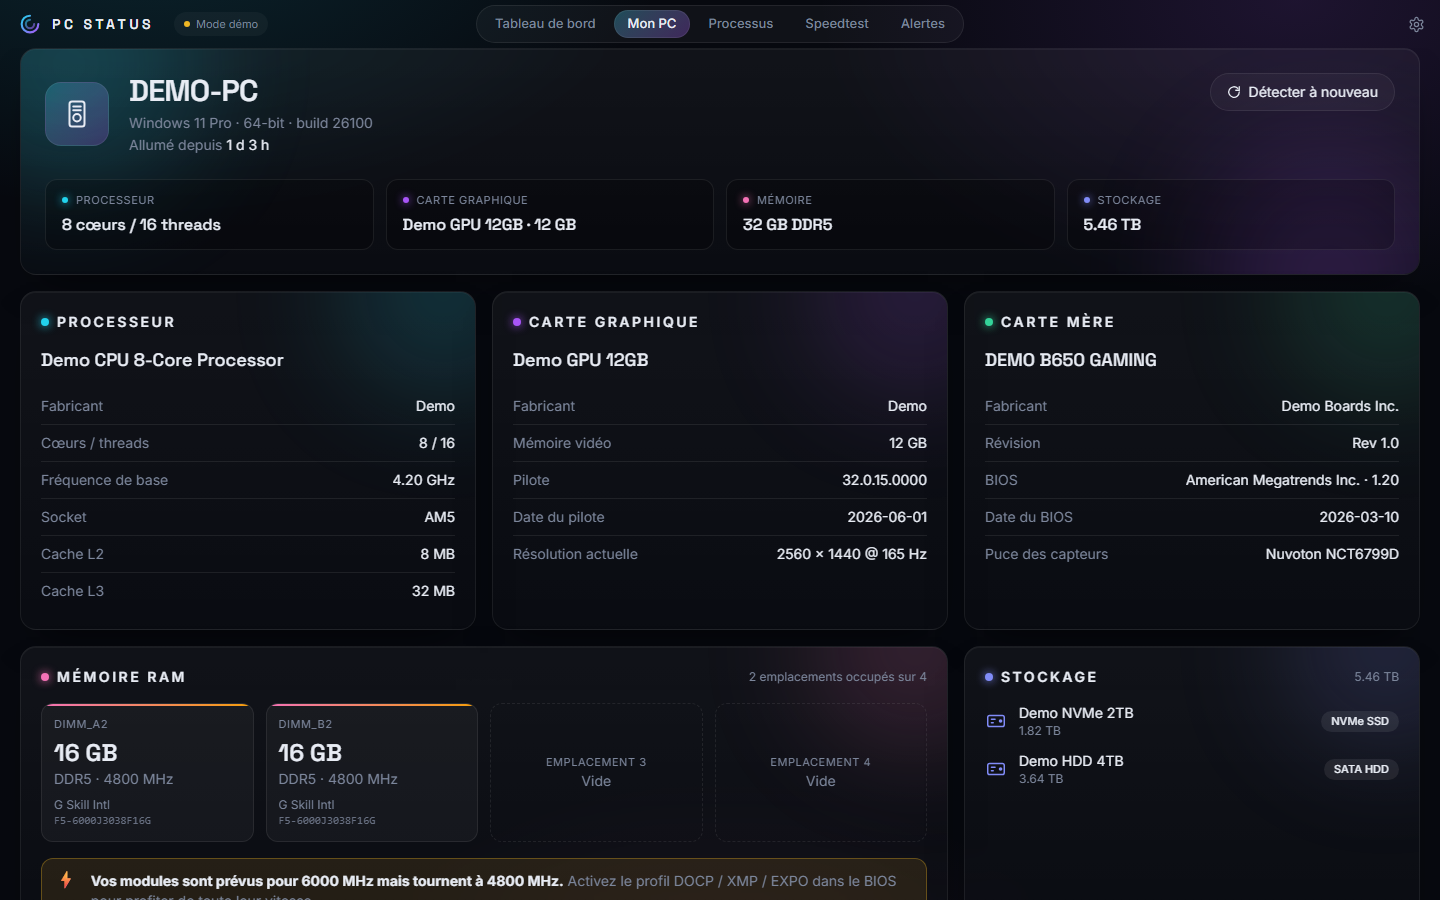 PC STATUS
Mode démo
Tableau de bord
Mon PC
Processus
Speedtest
Alertes
DEMO-PC
Windows 11 Pro · 64-bit · build 26100
Allumé depuis 1 d 3 h
Détecter à nouveau
PROCESSEUR
8 cœurs / 16 threads
CARTE GRAPHIQUE
Demo GPU 12GB · 12 GB
MÉMOIRE
32 GB DDR5
STOCKAGE
5.46 TB
PROCESSEUR
Demo CPU 8-Core Processor
Fabricant Demo
Cœurs / threads 8 / 16
Fréquence de base 4.20 GHz
Socket AM5
Cache L2 8 MB
Cache L3 32 MB
CARTE GRAPHIQUE
Demo GPU 12GB
Fabricant Demo
Mémoire vidéo 12 GB
Pilote 32.0.15.0000
Date du pilote 2026-06-01
Résolution actuelle 2560 × 1440 @ 165 Hz
CARTE MÈRE
DEMO B650 GAMING
Fabricant Demo Boards Inc.
Révision Rev 1.0
BIOS American Megatrends Inc. · 1.20
Date du BIOS 2026-03-10
Puce des capteurs Nuvoton NCT6799D
MÉMOIRE RAM
2 emplacements occupés sur 4
DIMM_A2
16 GB
DDR5 · 4800 MHz
G Skill Intl
F5-6000J3038F16G
DIMM_B2
16 GB
DDR5 · 4800 MHz
G Skill Intl
F5-6000J3038F16G
EMPLACEMENT 3
Vide
EMPLACEMENT 4
Vide
Vos modules sont prévus pour 6000 MHz mais tournent à 4800 MHz. Activez le profil DOCP / XMP / EXPO dans le BIOS
pour profiter de toute leur vitesse.
STOCKAGE
5.46 TB
Demo NVMe 2TB
1.82 TB
NVMe SSD
Demo HDD 4TB
3.64 TB
SATA HDD